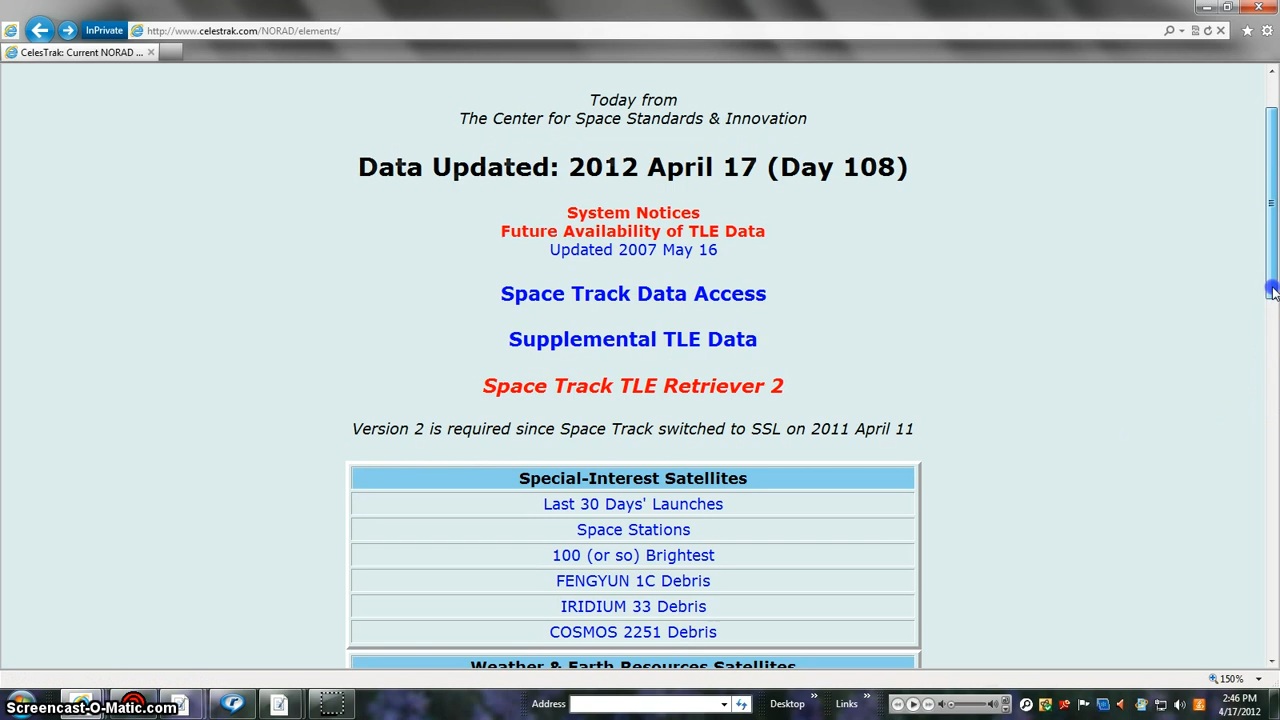 InPrivate
http://www.celestrak.com/NORAD/elements/
CelesTrak: Current NORAD ...
Today from
The Center for Space Standards & Innovation
Data Updated: 2012 April 17 (Day 108)
System Notices
Future Availability of TLE Data
Updated 2007 May 16
Space Track Data Access
Supplemental TLE Data
Space Track TLE Retriever 2
Version 2 is required since Space Track switched to SSL on 2011 April 11
Special-Interest Satellites
Last 30 Days' Launches
Space Stations
100 (or so) Brightest
FENGYUN 1C Debris
IRIDIUM 33 Debris
COSMOS 2251 Debris
Weather & Earth Resources Satellites
150%
Screencast-O-Matic.com
Address
Desktop
Links
2:46 PM
4/17/2012